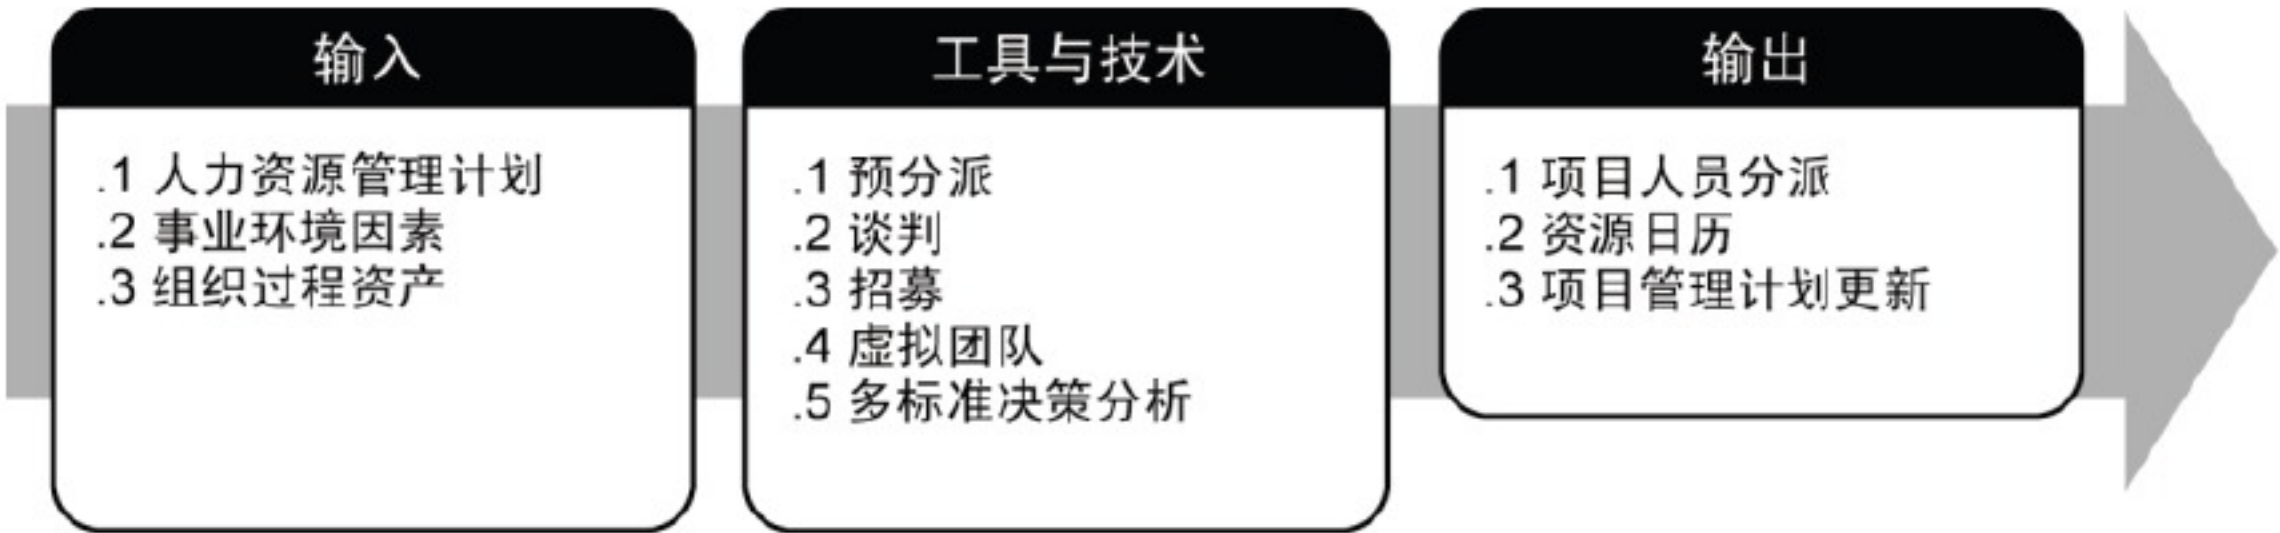 输入
.1 人力资源管理计划
.2 事业环境因素
.3 组织过程资产
工具与技术
.1 预分派
.2 谈判
.3 招募
.4 虚拟团队
.5 多标准决策分析
输出
.1 项目人员分派
.2 资源日历
.3 项目管理计划更新